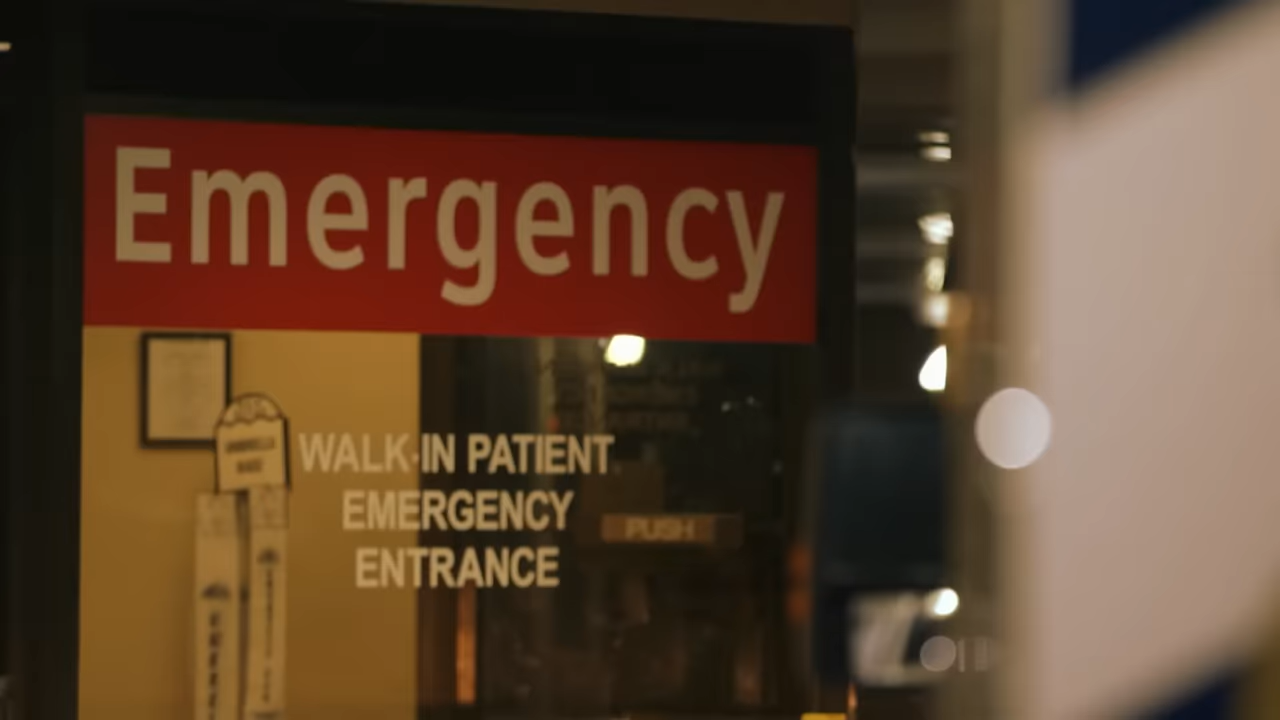 Emergency
WALK-IN PATIENT
EMERGENCY
ENTRANCE
PUSH